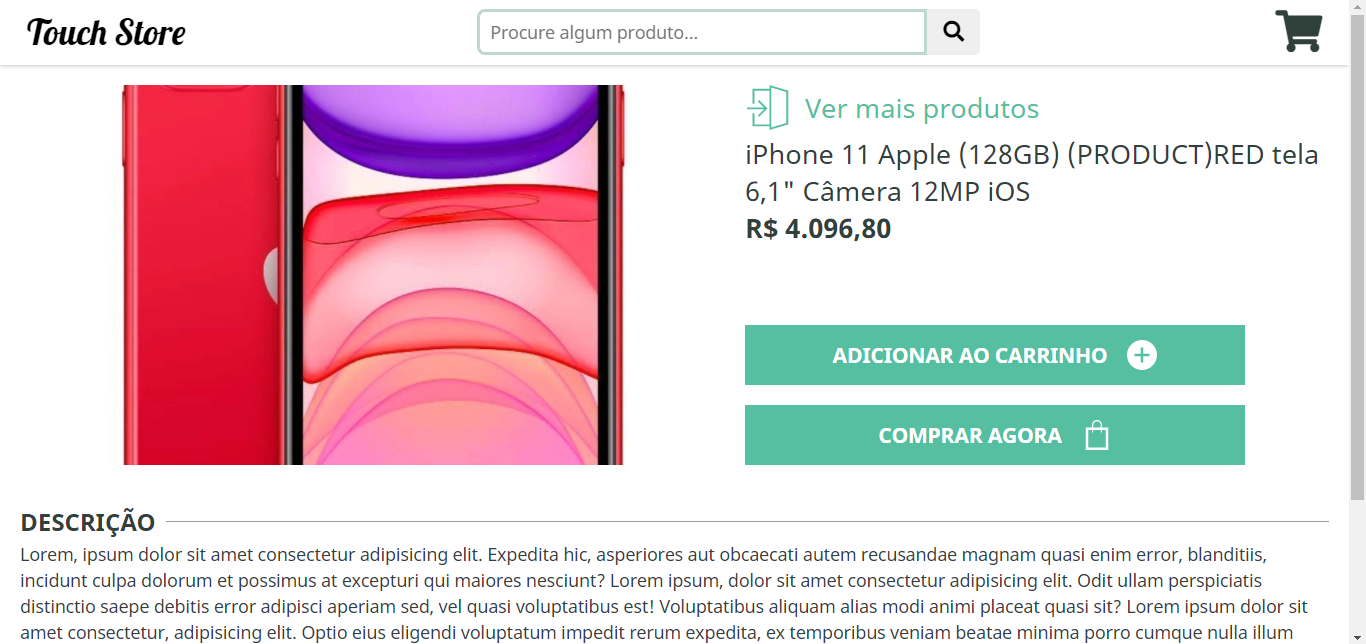 Touch Store
Procure algum produto...
Ver mais produtos
iPhone 11 Apple (128GB) (PRODUCT)RED tela
6,1" Câmera 12MP iOS
R$ 4.096,80
ADICIONAR AO CARRINHO
COMPRAR AGORA
DESCRIÇÃO
Lorem, ipsum dolor sit amet consectetur adipisicing elit. Expedita hic, asperiores aut obcaecati autem recusandae magnam quasi enim error, blanditiis,
incidunt culpa dolorum et possimus at excepturi qui maiores nesciunt? Lorem ipsum, dolor sit amet consectetur adipisicing elit. Odit ullam perspiciatis
distinctio saepe debitis error adipisci aperiam sed, vel quasi voluptatibus est! Voluptatibus aliquam alias modi animi placeat quasi sit? Lorem ipsum dolor sit
amet consectetur, adipisicing elit. Optio eius eligendi voluptatum impedit rerum expedita, ex temporibus veniam beatae minima porro cumque nulla illum